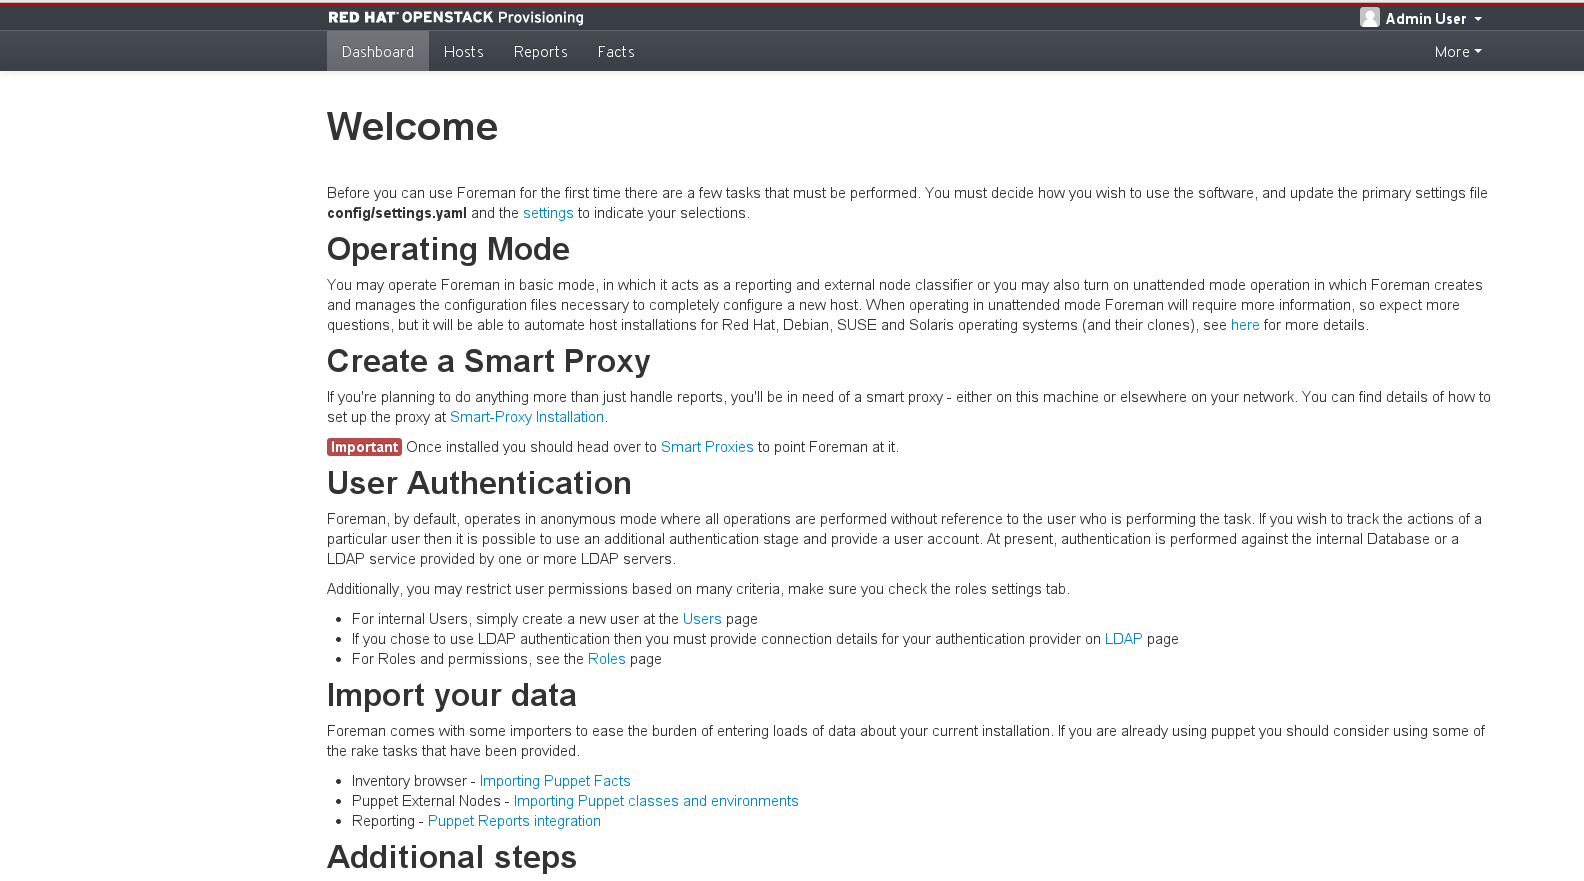 RED HAT OPENSTACK Provisioning
Admin User
Dashboard Hosts Reports Facts More
Welcome
Before you can use Foreman for the first time there are a few tasks that must be performed. You must decide how you wish to use the software, and update the primary settings file
config/settings.yaml and the settings to indicate your selections.
Operating Mode
You may operate Foreman in basic mode, in which it acts as a reporting and external node classifier or you may also turn on unattended mode operation in which Foreman creates
and manages the configuration files necessary to completely configure a new host. When operating in unattended mode Foreman will require more information, so expect more
questions, but it will be able to automate host installations for Red Hat, Debian, SUSE and Solaris operating systems (and their clones), see here for more details.
Create a Smart Proxy
If you're planning to do anything more than just handle reports, you'll be in need of a smart proxy - either on this machine or elsewhere on your network. You can find details of how to
set up the proxy at Smart-Proxy Installation.
Important Once installed you should head over to Smart Proxies to point Foreman at it.
User Authentication
Foreman, by default, operates in anonymous mode where all operations are performed without reference to the user who is performing the task. If you wish to track the actions of a
particular user then it is possible to use an additional authentication stage and provide a user account. At present, authentication is performed against the internal Database or a
LDAP service provided by one or more LDAP servers.
Additionally, you may restrict user permissions based on many criteria, make sure you check the roles settings tab.
• For internal Users, simply create a new user at the Users page
• If you chose to use LDAP authentication then you must provide connection details for your authentication provider on LDAP page
• For Roles and permissions, see the Roles page
Import your data
Foreman comes with some importers to ease the burden of entering loads of data about your current installation. If you are already using puppet you should consider using some of
the rake tasks that have been provided.
• Inventory browser - Importing Puppet Facts
• Puppet External Nodes - Importing Puppet classes and environments
• Reporting - Puppet Reports integration
Additional steps